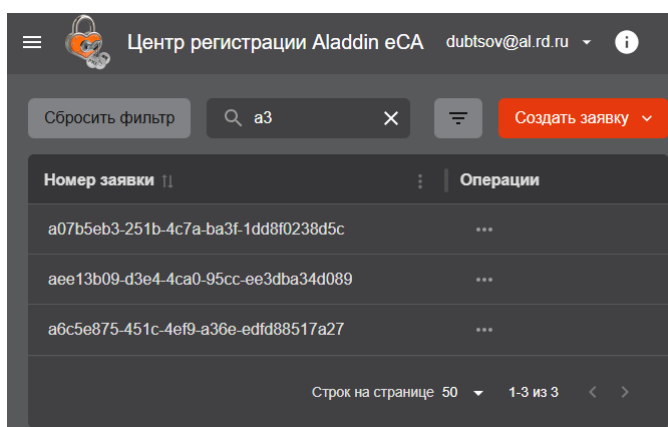 Центр регистрации Aladdin eCA dubtsov@al.rd.ru i
Сбросить фильтр a3 Создать заявку
Номер заявки Операции
a07b5eb3-251b-4c7a-ba3f-1dd8f0238d5c
aee13b09-d3e4-4ca0-95cc-ee3dba34d089
a6c5e875-451c-4ef9-a36e-edfd88517a27
Строк на странице 50 1-3 из 3